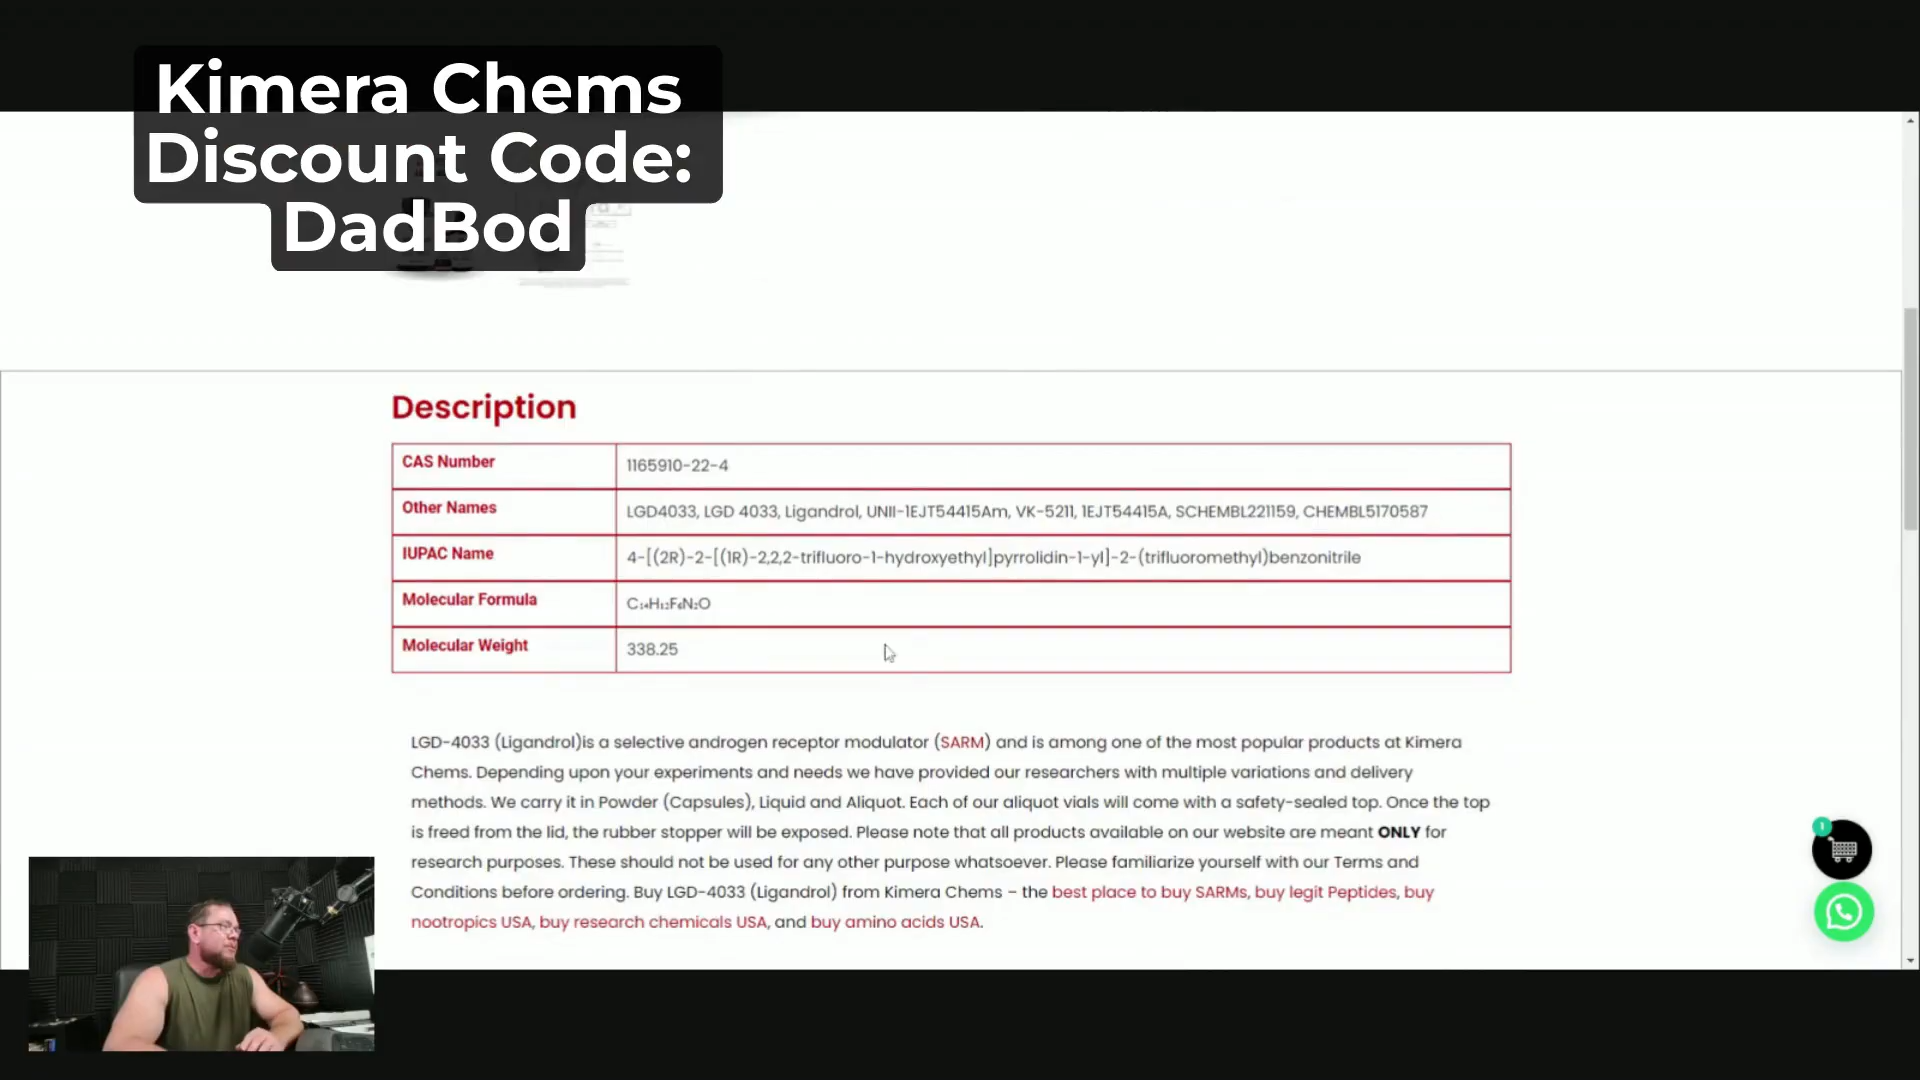 Kimera Chems
Discount Code:
DadBod
Description
CAS Number
1165910-22-4
Other Names
LGD4033, LGD 4033, Ligandrol, UNII-1EJT54415Am, VK-5211, 1EJT54415A, SCHEMBL221159, CHEMBL5170587
IUPAC Name
4-[(2R)-2-[(1R)-2,2,2-trifluoro-1-hydroxyethyl]pyrrolidin-1-yl]-2-(trifluoromethyl)benzonitrile
Molecular Formula
C₁₄H₁₂F₆N₂O
Molecular Weight
338.25
LGD-4033 (Ligandrol)is a selective androgen receptor modulator (SARM) and is among one of the most popular products at Kimera
Chems. Depending upon your experiments and needs we have provided our researchers with multiple variations and delivery
methods. We carry it in Powder (Capsules), Liquid and Aliquot. Each of our aliquot vials will come with a safety-sealed top. Once the top
is freed from the lid, the rubber stopper will be exposed. Please note that all products available on our website are meant ONLY for
research purposes. These should not be used for any other purpose whatsoever. Please familiarize yourself with our Terms and
Conditions before ordering. Buy LGD-4033 (Ligandrol) from Kimera Chems – the best place to buy SARMs, buy legit Peptides, buy
nootropics USA, buy research chemicals USA, and buy amino acids USA.
1